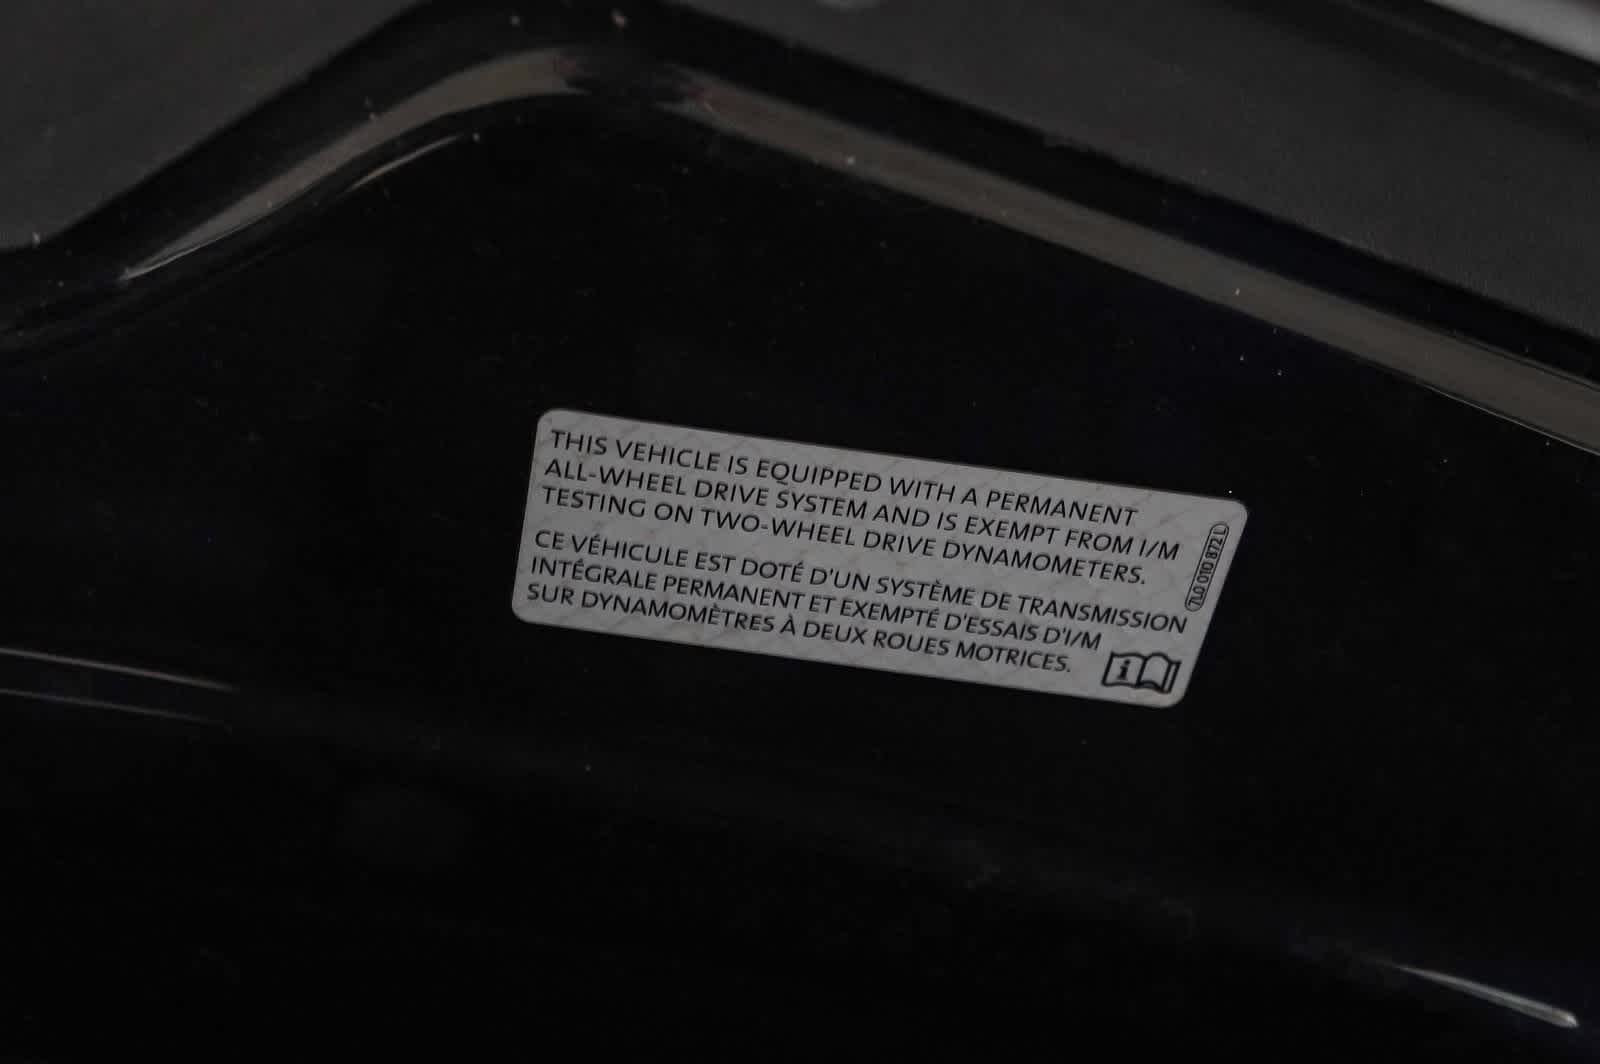 THIS VEHICLE IS EQUIPPED WITH A PERMANENT
ALL-WHEEL DRIVE SYSTEM AND IS EXEMPT FROM I/M
TESTING ON TWO-WHEEL DRIVE DYNAMOMETERS.
CE VÉHICULE EST DOTÉ D'UN SYSTÈME DE TRANSMISSION
INTÉGRALE PERMANENT ET EXEMPTÉ D'ESSAIS D'I/M
SUR DYNAMOMÈTRES À DEUX ROUES MOTRICES.
i
7L0 010 872 L